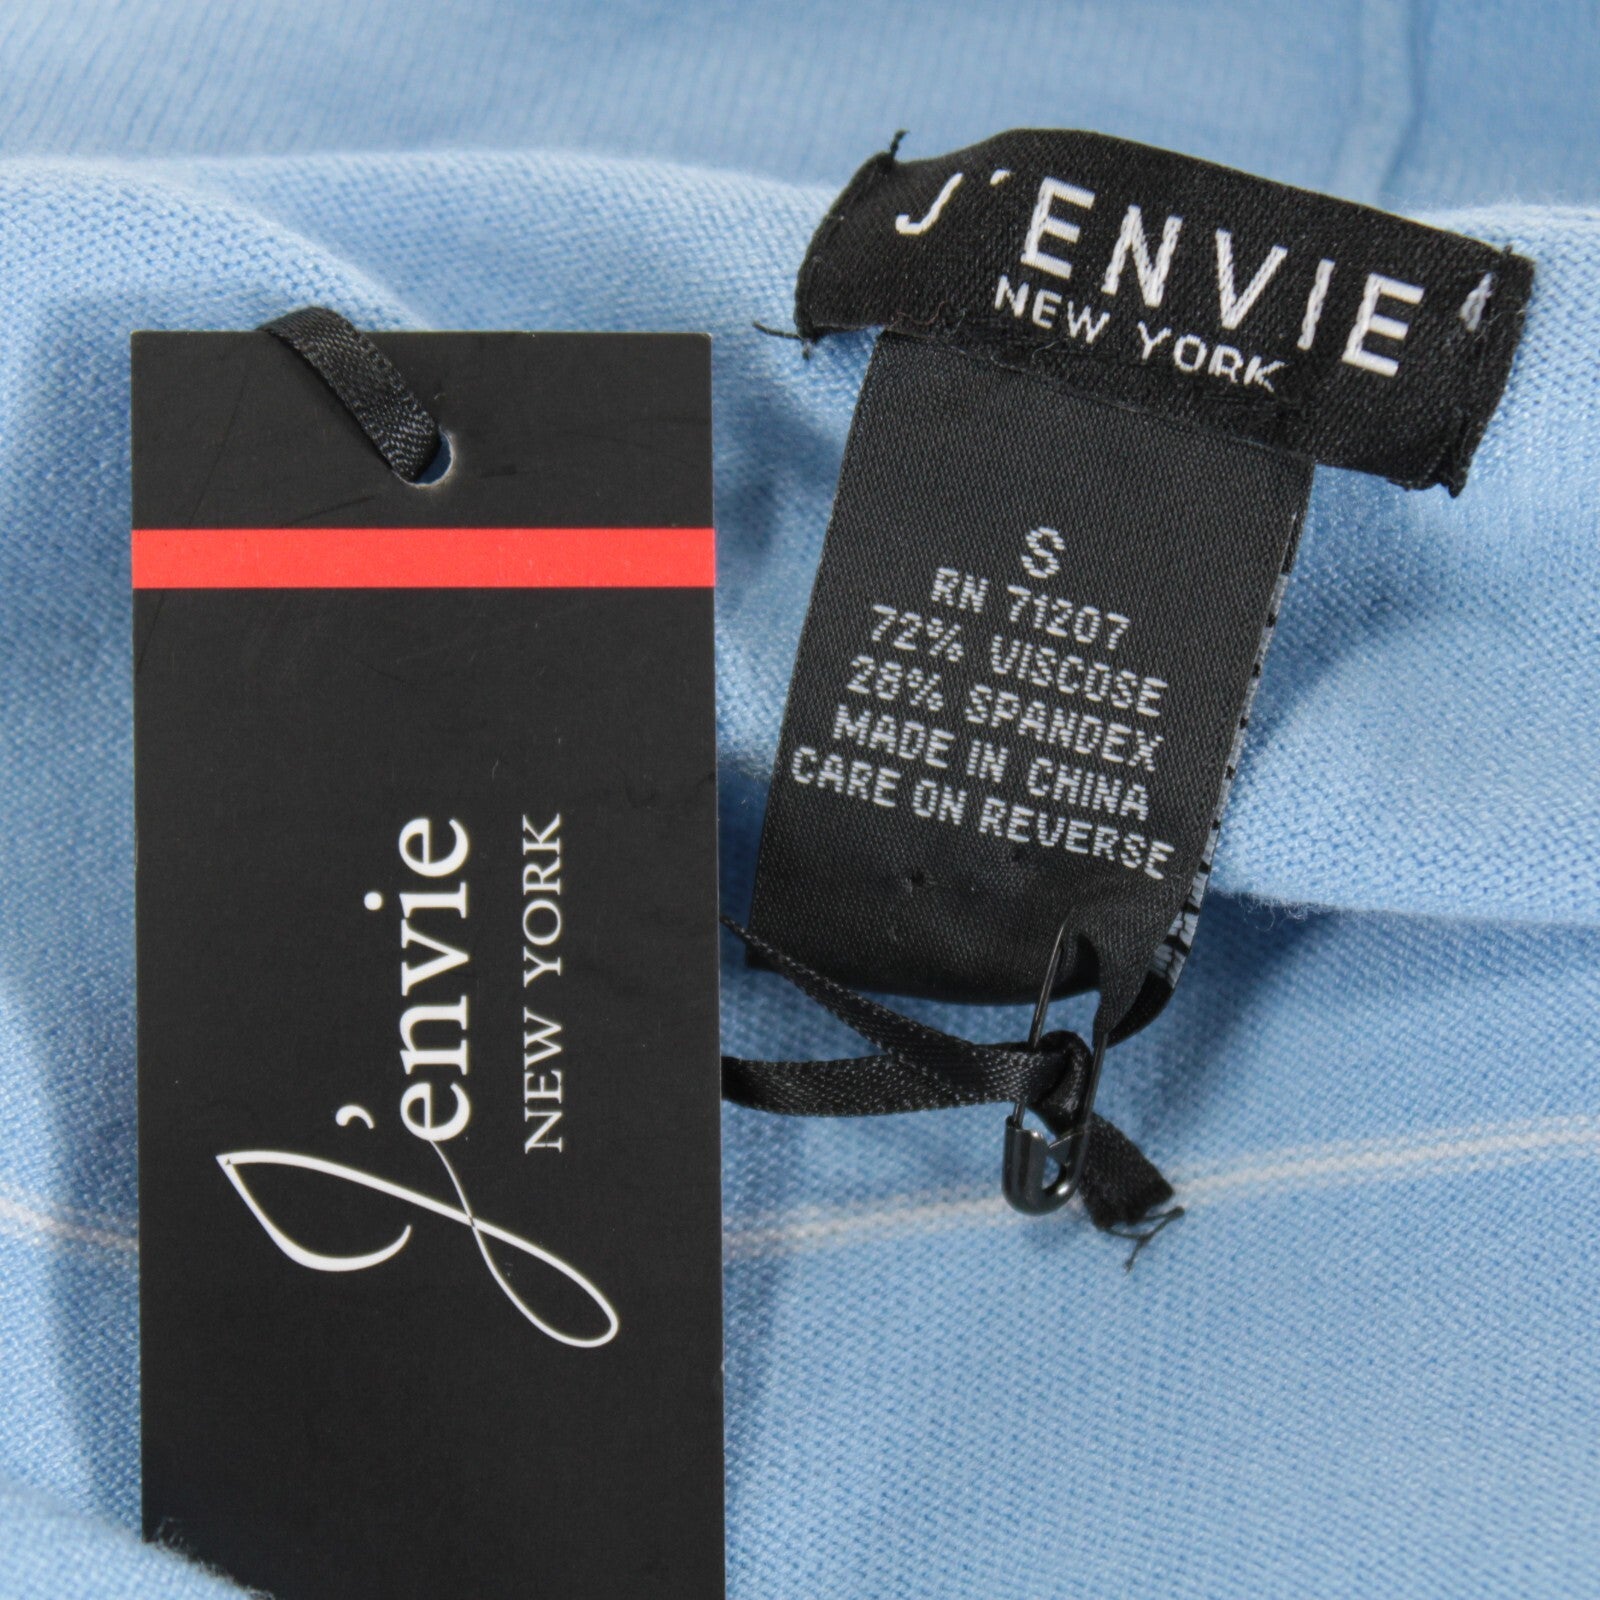 J'ENVIE
NEW YORK
S
RN 71207
72% VISCOSE
28% SPANDEX
MADE IN CHINA
CARE ON REVERSE
J'envie
NEW YORK